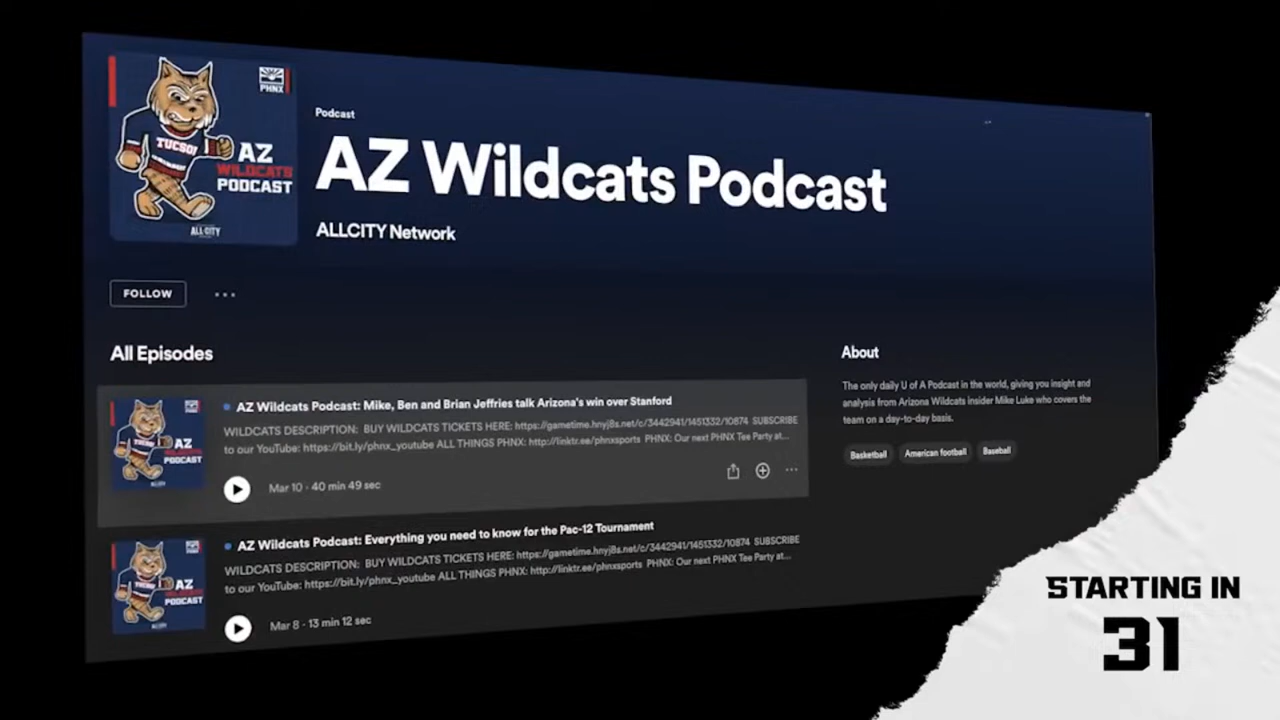 PHNX
TUCSON
AZ
WILDCATS
PODCAST
ALLCITY
Podcast
AZ Wildcats Podcast
ALLCITY Network
FOLLOW
All Episodes
AZ Wildcats Podcast: Mike, Ben and Brian Jeffries talk Arizona's win over Stanford
WILDCATS DESCRIPTION: BUY WILDCATS TICKETS HERE: https://gametime.hnyj8s.net/c/3442941/1451332/10874 SUBSCRIBE
to our YouTube: https://bit.ly/phnx_youtube ALL THINGS PHNX: http://linktr.ee/phnxsports PHNX: Our next PHNX Tee Party at...
Mar 10 · 40 min 49 sec
AZ
WILDCATS
PODCAST
AZ Wildcats Podcast: Everything you need to know for the Pac-12 Tournament
WILDCATS DESCRIPTION: BUY WILDCATS TICKETS HERE: https://gametime.hnyj8s.net/c/3442941/1451332/10874 SUBSCRIBE
to our YouTube: https://bit.ly/phnx_youtube ALL THINGS PHNX: http://linktr.ee/phnxsports PHNX: Our next PHNX Tee Party at...
Mar 8 · 13 min 12 sec
AZ
WILDCATS
PODCAST
About
The only daily U of A Podcast in the world, giving you insight and
analysis from Arizona Wildcats insider Mike Luke who covers the
team on a day-to-day basis.
Basketball
American football
Baseball
STARTING IN
31